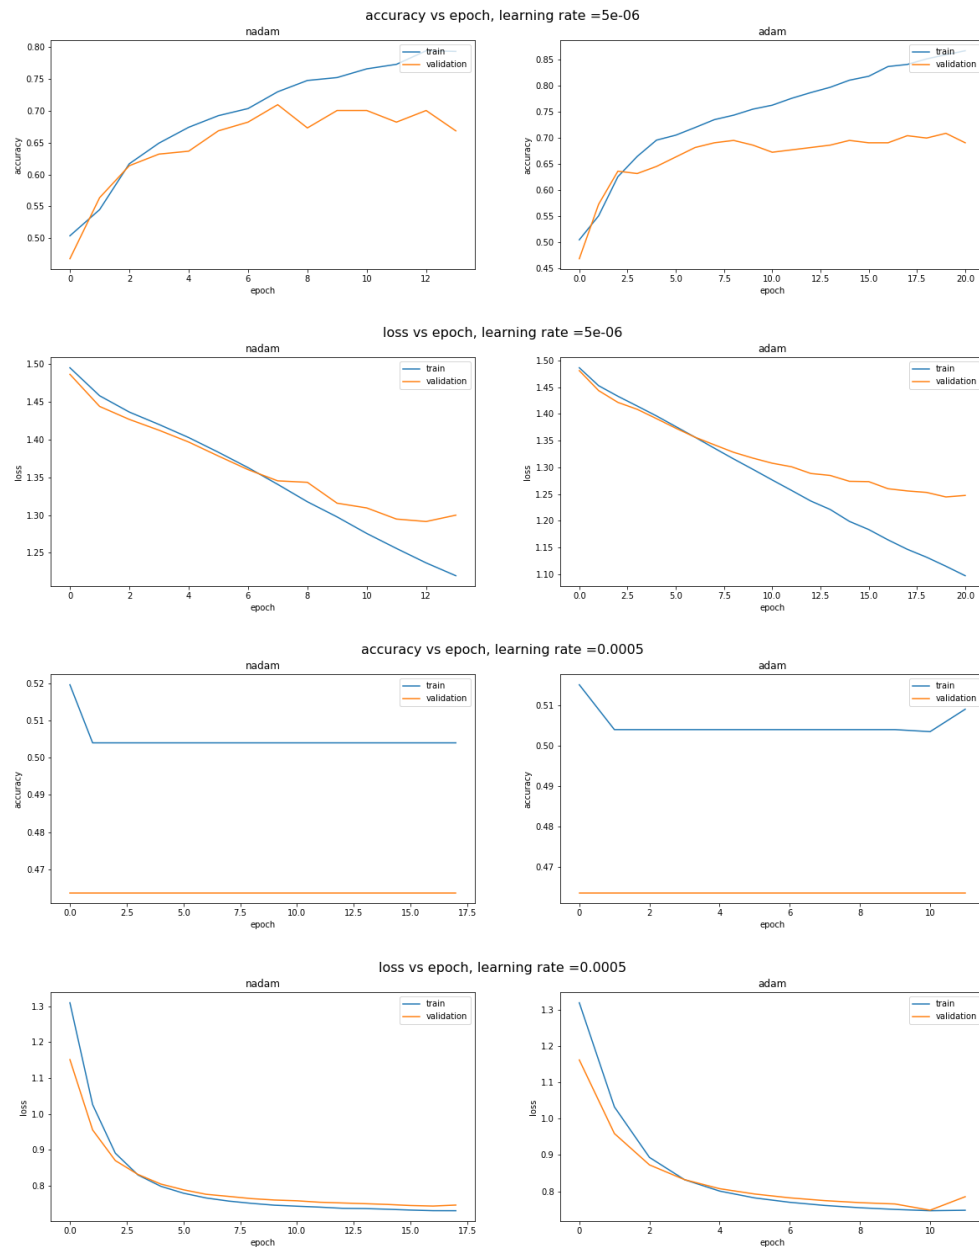 accuracy vs epoch, learning rate =5e-06
nadam
adam
0.80
0.75
0.70
0.65
0.60
0.55
0.50
accuracy
0
2
4
6
8
10
12
epoch
train
validation
0.85
0.80
0.75
0.70
0.65
0.60
0.55
0.50
0.45
accuracy
0.0
2.5
5.0
7.5
10.0
12.5
15.0
17.5
20.0
epoch
train
validation
loss vs epoch, learning rate =5e-06
nadam
adam
1.50
1.45
1.40
1.35
1.30
1.25
loss
0
2
4
6
8
10
12
epoch
train
validation
1.50
1.45
1.40
1.35
1.30
1.25
1.20
1.15
1.10
loss
0.0
2.5
5.0
7.5
10.0
12.5
15.0
17.5
20.0
epoch
train
validation
accuracy vs epoch, learning rate =0.0005
nadam
adam
0.52
0.51
0.50
0.49
0.48
0.47
accuracy
0.0
2.5
5.0
7.5
10.0
12.5
15.0
17.5
epoch
train
validation
0.51
0.50
0.49
0.48
0.47
accuracy
0
2
4
6
8
10
epoch
train
validation
loss vs epoch, learning rate =0.0005
nadam
adam
1.3
1.2
1.1
1.0
0.9
0.8
loss
0.0
2.5
5.0
7.5
10.0
12.5
15.0
17.5
epoch
train
validation
1.3
1.2
1.1
1.0
0.9
0.8
loss
0
2
4
6
8
10
epoch
train
validation